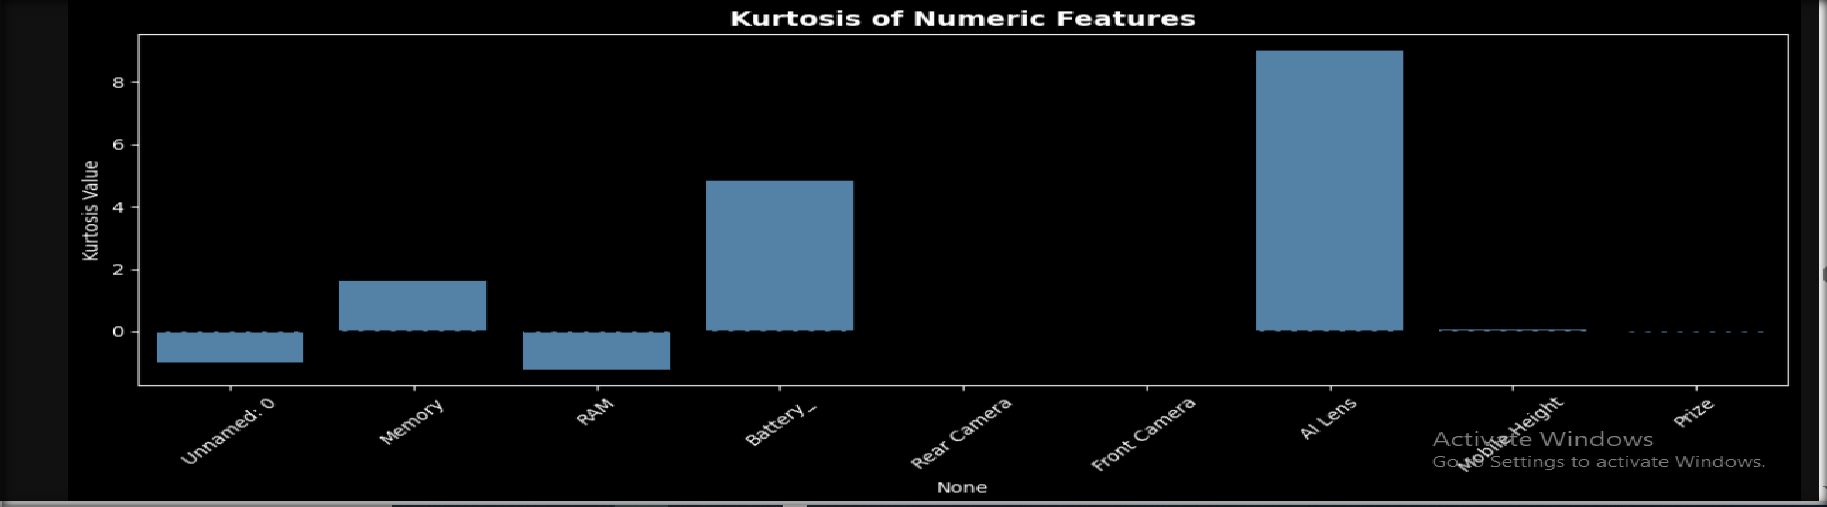 Kurtosis of Numeric Features
Kurtosis Value
8
6
4
2
0
Unnamed: 0
Memory
RAM
Battery_
Rear Camera
Front Camera
AI Lens
Mobile Height
Prize
None
Activate Windows
Go to Settings to activate Windows.